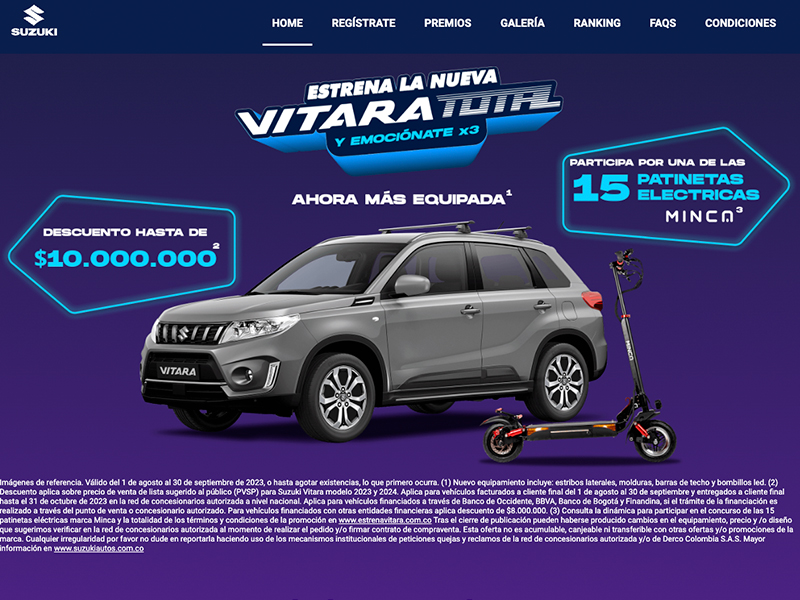 SUZUKI
HOME REGÍSTRATE PREMIOS GALERÍA RANKING FAQS CONDICIONES
ESTRENA LA NUEVA
VITARA TOTAL
Y EMOCIÓNATE x3
AHORA MÁS EQUIPADA¹
PARTICIPA POR UNA DE LAS
15 PATINETAS
ELECTRICAS
MINCA³
DESCUENTO HASTA DE
$10.000.000²
VITARA
Imágenes de referencia. Válido del 1 de agosto al 30 de septiembre de 2023, o hasta agotar existencias, lo que primero ocurra. (1) Nuevo equipamiento incluye: estribos laterales, molduras, barras de techo y bombillos led. (2)
Descuento aplica sobre precio de venta de lista sugerido al público (PVSP) para Suzuki Vitara modelo 2023 y 2024. Aplica para vehículos facturados a cliente final del 1 de agosto al 30 de septiembre y entregados a cliente final
hasta el 31 de octubre de 2023 en la red de concesionarios autorizada a nivel nacional. Aplica para vehículos financiados a través de Banco de Occidente, BBVA, Banco de Bogotá y Finandina, si el trámite de la financiación es
realizado a través del punto de venta o concesionario autorizado. Para vehículos financiados con otras entidades financieras aplica descuento de $8.000.000. (3) Consulta la dinámica para participar en el concurso de las 15
patinetas eléctricas marca Minca y la totalidad de los términos y condiciones de la promoción en www.estrenavitara.com.co Tras el cierre de publicación pueden haberse producido cambios en el equipamiento, precio y /o diseño
que sugerimos verificar en la red de concesionarios autorizada al momento de realizar el pedido y/o firmar contrato de compraventa. Esta oferta no es acumulable, canjeable ni transferible con otras ofertas y/o promociones de la
marca. Cualquier irregularidad por favor no dude en reportarla haciendo uso de los mecanismos institucionales de peticiones quejas y reclamos de la red de concesionarios autorizada y/o de Derco Colombia S.A.S. Mayor
información en www.suzukiautos.com.co